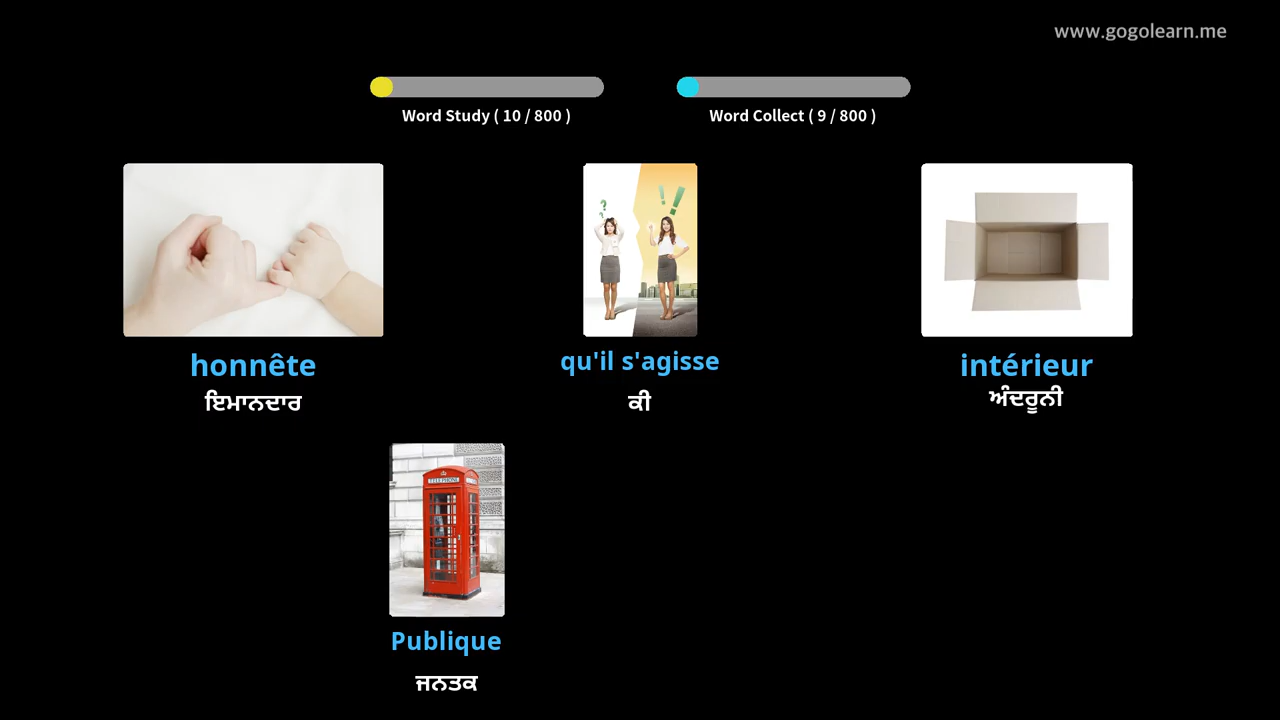 www.gogolearn.me
Word Study ( 10 / 800 )
Word Collect ( 9 / 800 )
honnête
ਇਮਾਨਦਾਰ
qu'il s'agisse
ਕੀ
intérieur
ਅੰਦਰੂਨੀ
TELEPHONE
Publique
ਜਨਤਕ